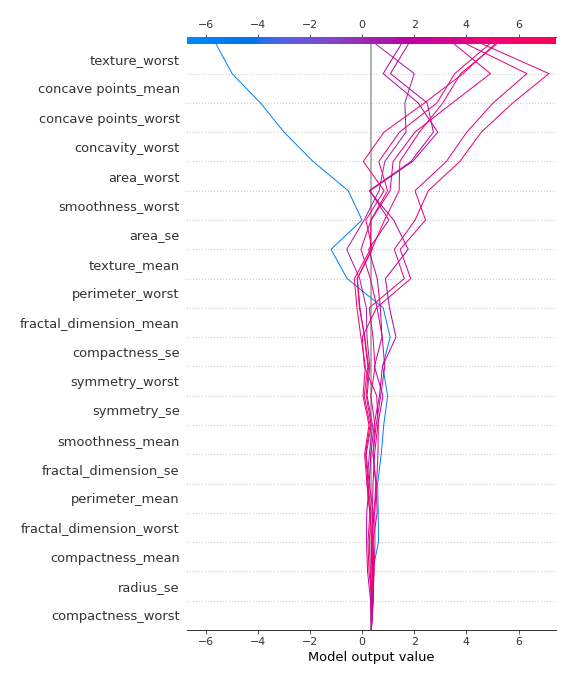 −6 −4 −2 0 2 4 6
texture_worst
concave points_mean
concave points_worst
concavity_worst
area_worst
smoothness_worst
area_se
texture_mean
perimeter_worst
fractal_dimension_mean
compactness_se
symmetry_worst
symmetry_se
smoothness_mean
fractal_dimension_se
perimeter_mean
fractal_dimension_worst
compactness_mean
radius_se
compactness_worst
−6 −4 −2 0 2 4 6
Model output value